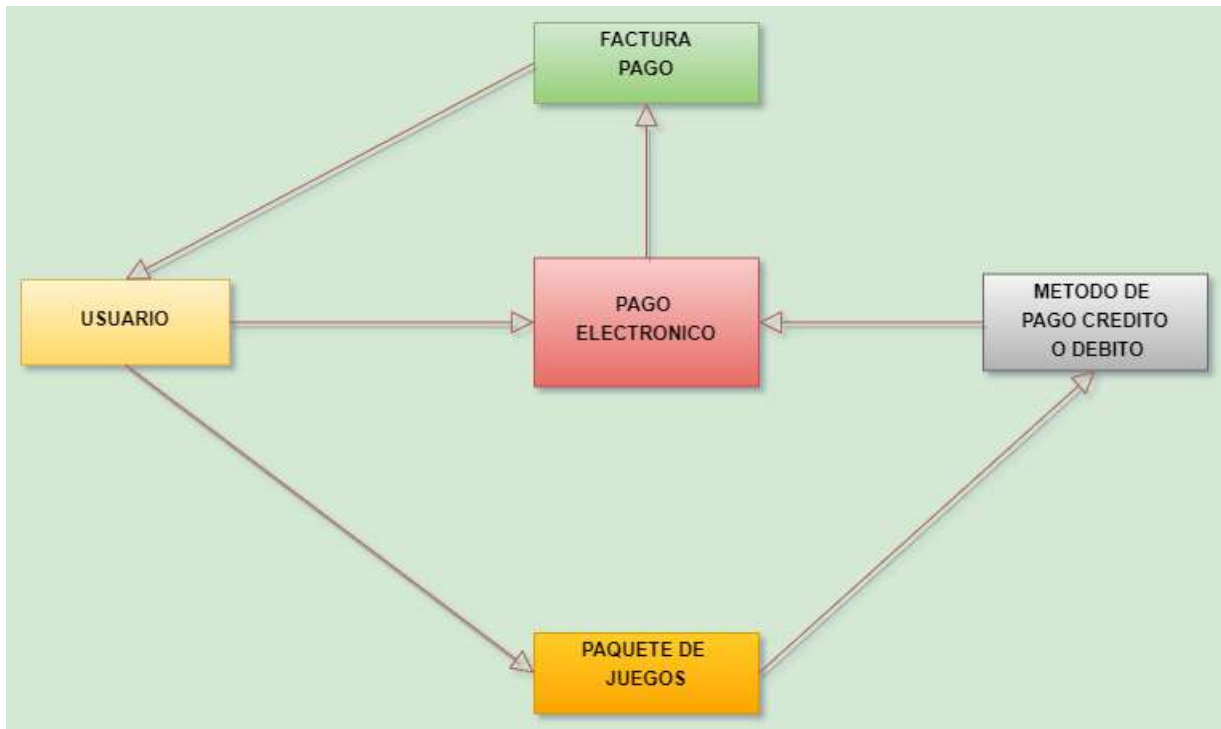 FACTURA
PAGO
USUARIO
PAGO
ELECTRONICO
METODO DE
PAGO CREDITO
O DEBITO
PAQUETE DE
JUEGOS